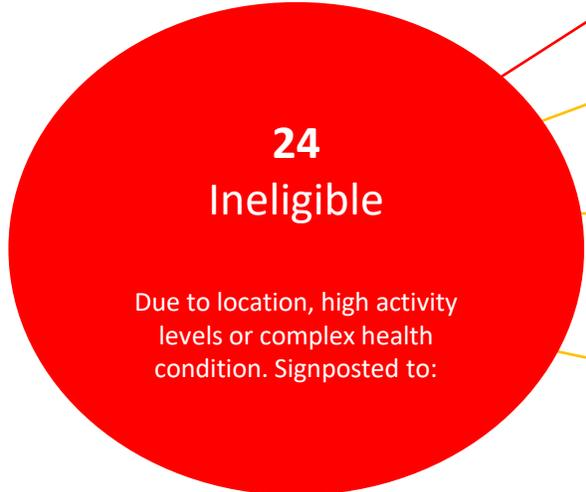 24
Ineligible
Due to location, high activity
levels or complex health
condition. Signposted to: